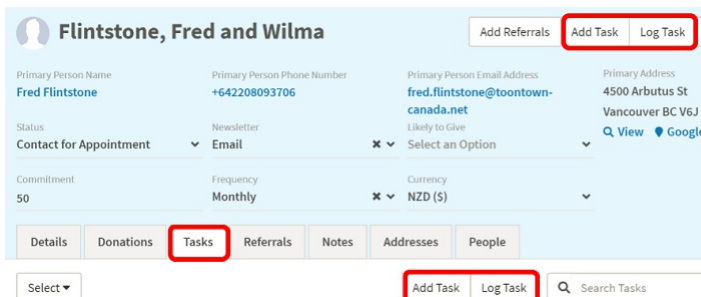 Flintstone, Fred and Wilma
Add Referrals Add Task Log Task
Primary Person Name Primary Person Phone Number Primary Person Email Address Primary Address
Fred Flintstone +642208093706 fred.flintstone@toontown- 4500 Arbutus St
canada.net Vancouver BC V6J
Status Newsletter Likely to Give View Google
Contact for Appointment Email Select an Option
Commitment Frequency Currency
50 Monthly NZD ($)
Details Donations Tasks Referrals Notes Addresses People
Select Add Task Log Task Search Tasks